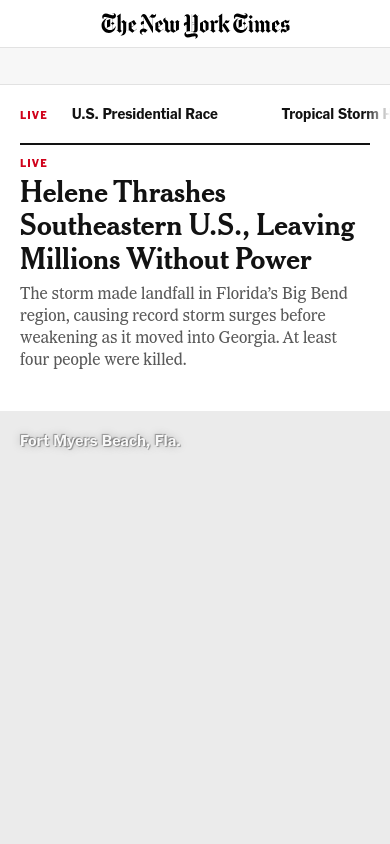 The New York Times
LIVE
U.S. Presidential Race
Tropical Storm
LIVE
Helene Thrashes
Southeastern U.S., Leaving
Millions Without Power
The storm made landfall in Florida’s Big Bend
region, causing record storm surges before
weakening as it moved into Georgia. At least
four people were killed.
Fort Myers Beach, Fla.